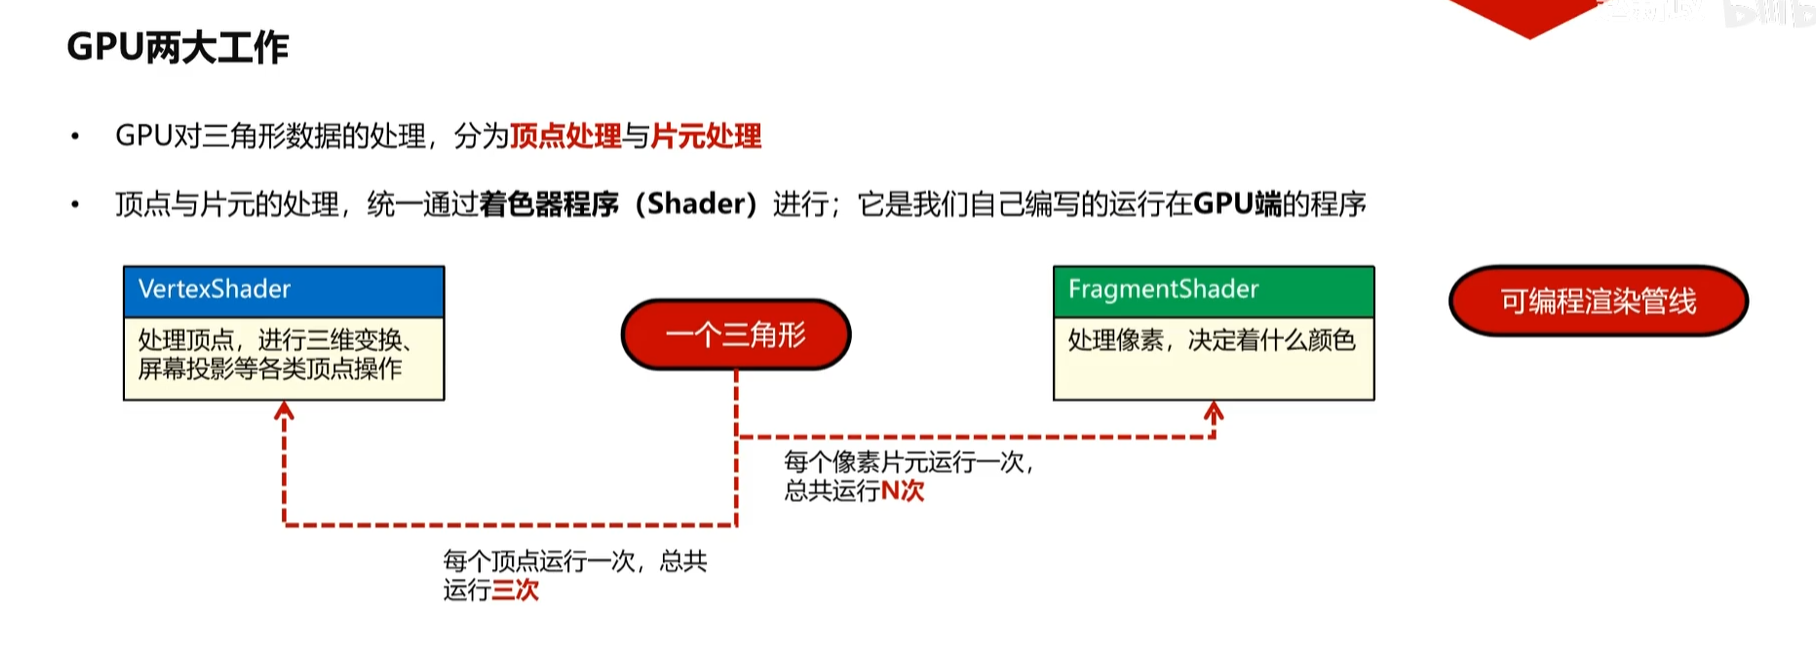 GPU两大工作
• GPU对三角形数据的处理，分为顶点处理与片元处理
• 顶点与片元的处理，统一通过着色器程序（Shader）进行；它是我们自己编写的运行在GPU端的程序
VertexShader
处理顶点，进行三维变换、
屏幕投影等各类顶点操作
一个三角形
FragmentShader
处理像素，决定着什么颜色
可编程渲染管线
每个像素片元运行一次，
总共运行N次
每个顶点运行一次，总共
运行三次